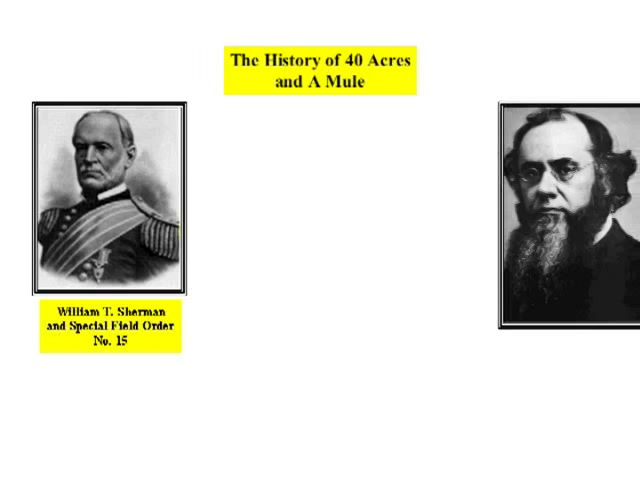 The History of 40 Acres
and A Mule
William T. Sherman
and Special Field Order
No. 15